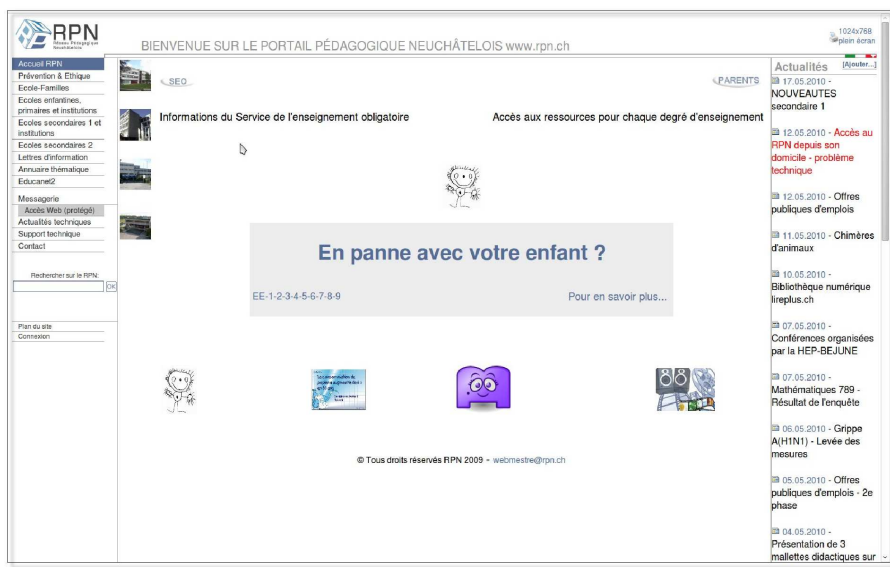 RPN
Réseau Pédagogique
Neuchâtelois
BIENVENUE SUR LE PORTAIL PÉDAGOGIQUE NEUCHÂTELOIS www.rpn.ch
1024x768
plein écran
Accueil RPN
Prévention & Ethique
Ecole-Familles
Ecoles enfantines,
primaires et institutions
Ecoles secondaires 1 et
institutions
Ecoles secondaires 2
Lettres d'information
Annuaire thématique
Educanet2
Messagerie
Accès Web (protégé)
Actualités techniques
Support technique
Contact
Rechercher sur le RPN:
OK
Plan du site
Connexion
SEO
PARENTS
Informations du Service de l'enseignement obligatoire
Accès aux ressources pour chaque degré d'enseignement
En panne avec votre enfant ?
EE-1-2-3-4-5-6-7-8-9
Pour en savoir plus...
© Tous droits réservés RPN 2009 - webmestre@rpn.ch
Actualités
[Ajouter...]
17.05.2010 -
NOUVEAUTES
secondaire 1
12.05.2010 - Accès au
RPN depuis son
domicile - problème
technique
12.05.2010 - Offres
publiques d'emplois
11.05.2010 - Chimères
d'animaux
10.05.2010 -
Bibliothèque numérique
lireplus.ch
07.05.2010 -
Conférences organisées
par la HEP-BEJUNE
07.05.2010 -
Mathématiques 789 -
Résultat de l'enquête
06.05.2010 - Grippe
A(H1N1) - Levée des
mesures
05.05.2010 - Offres
publiques d'emplois - 2e
phase
04.05.2010 -
Présentation de 3
mallettes didactiques sur